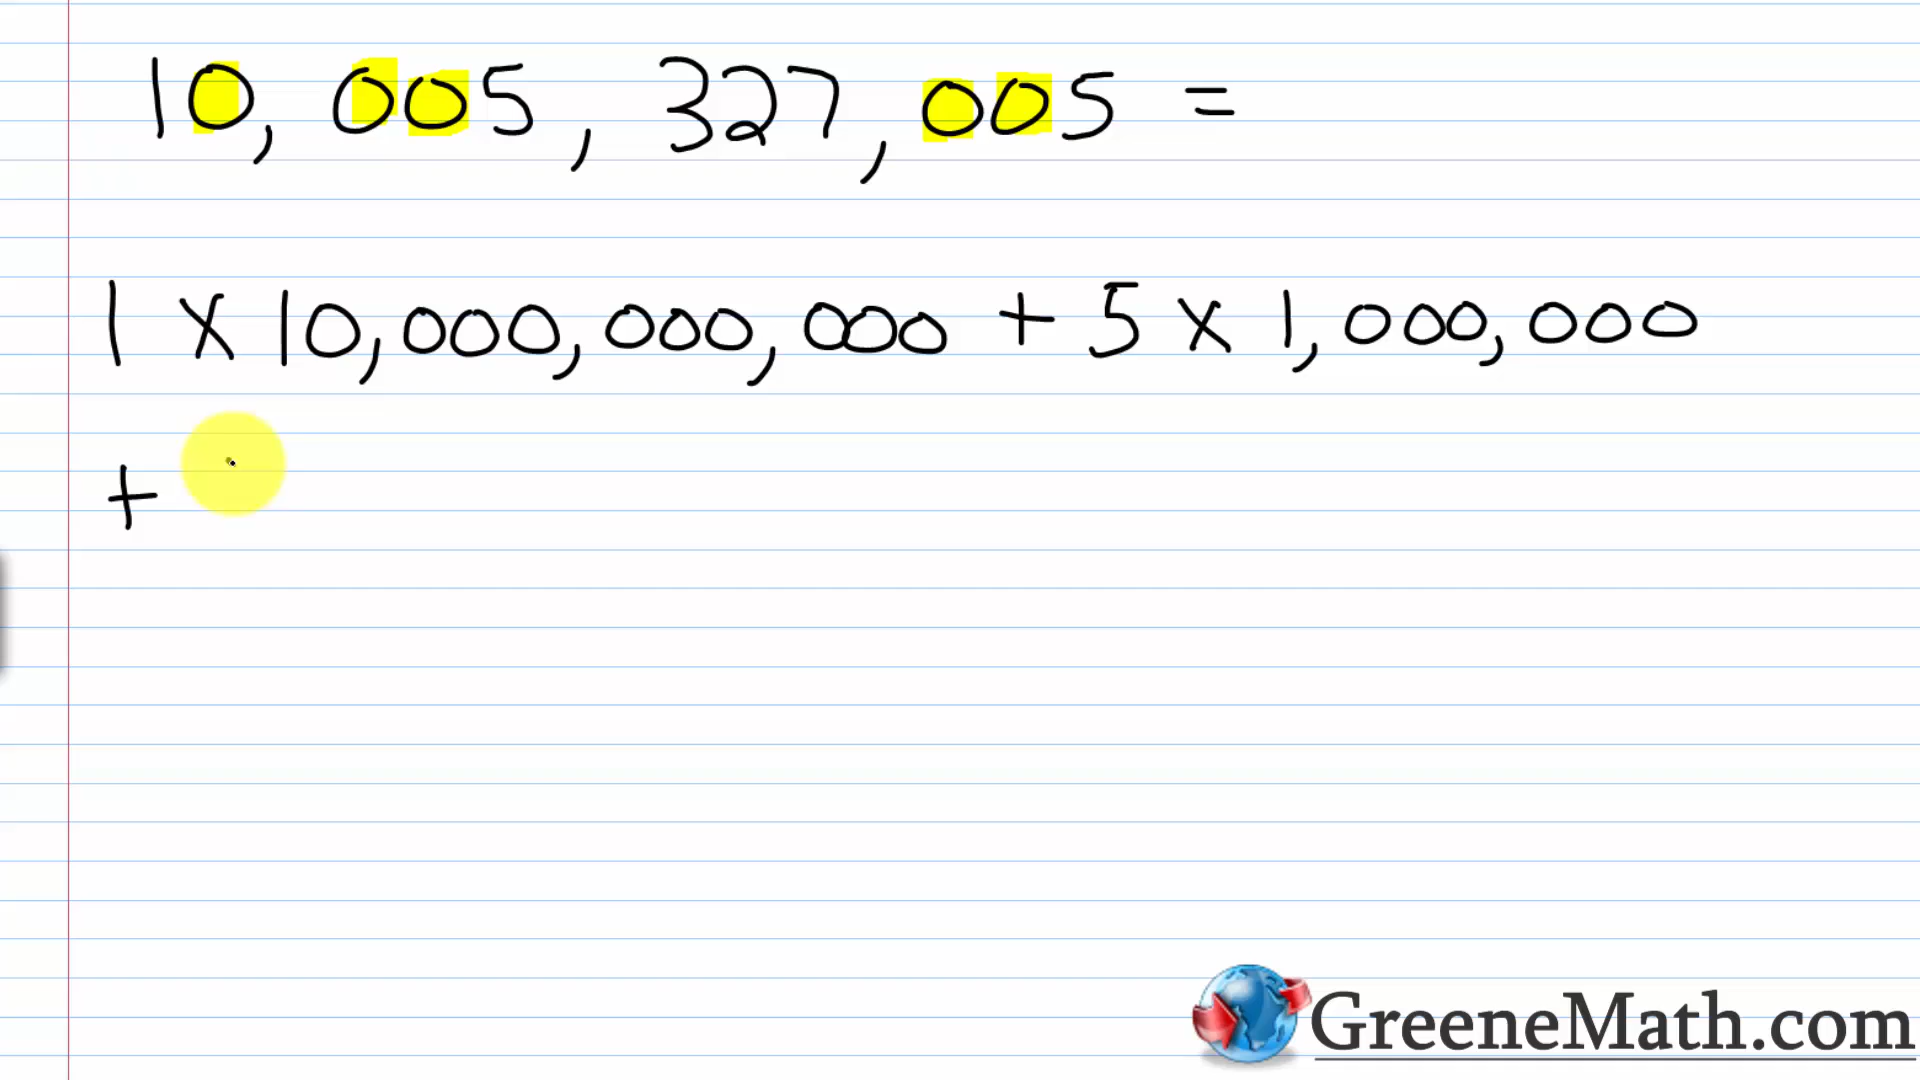 10,005,327,005 =
1 x 10,000,000,000 + 5 x 1,000,000
+
GreeneMath.com